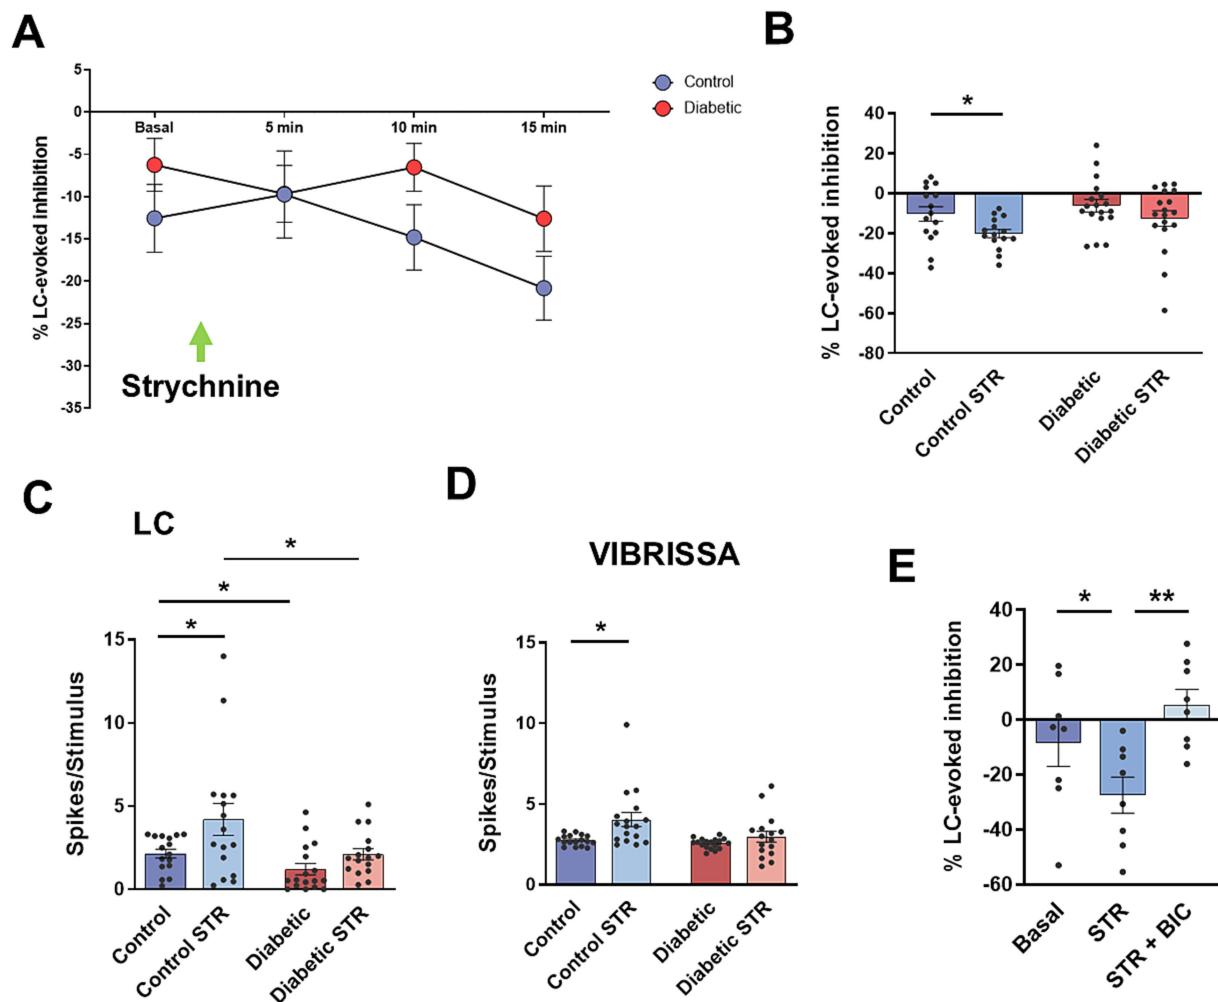 A
% LC-evoked inhibition
5
0
-5
-10
-15
-20
-25
-30
-35
Basal
5 min
10 min
15 min
Strychnine
Control
Diabetic
B
% LC-evoked inhibition
40
20
0
-20
-40
-60
-80
*
Control
Control STR
Diabetic
Diabetic STR
C
LC
Spikes/Stimulus
15
10
5
0
*
*
*
Control
Control STR
Diabetic
Diabetic STR
D
VIBRISSA
Spikes/Stimulus
15
10
5
0
*
Control
Control STR
Diabetic
Diabetic STR
E
% LC-evoked inhibition
40
20
0
-20
-40
-60
*
**
Basal
STR
STR + BIC